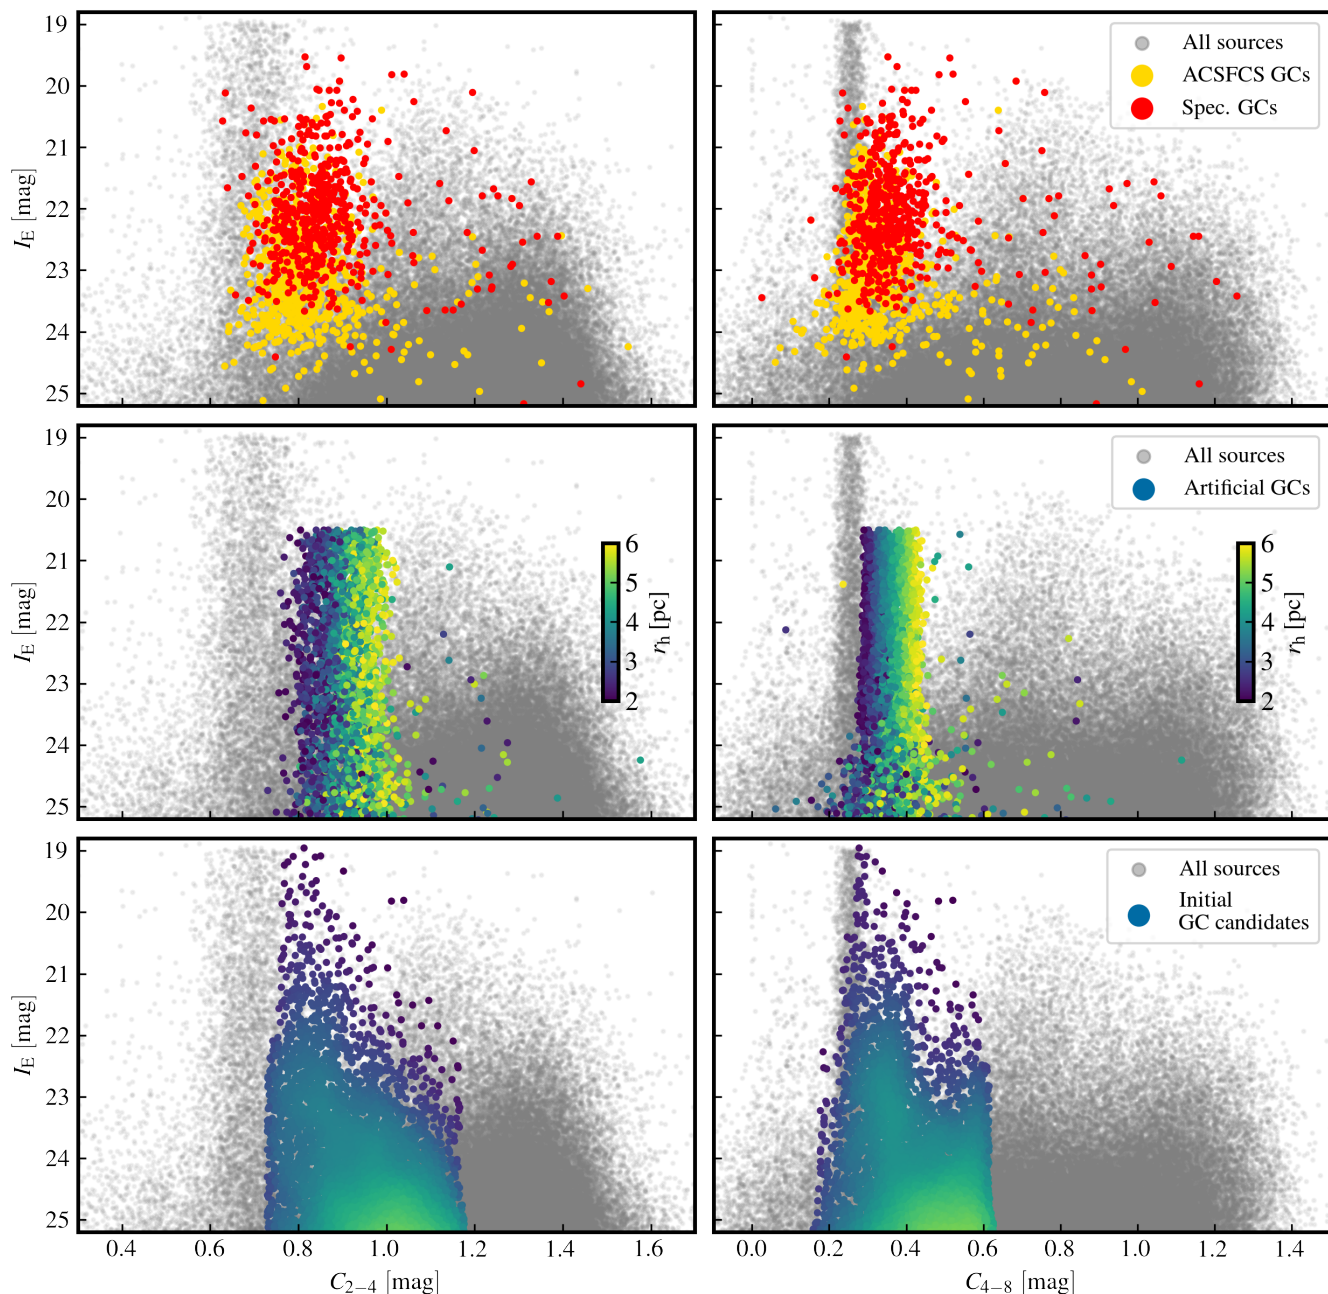 19
20
21
22
23
24
25
I_E [mag]
All sources
ACSFCS GCs
Spec. GCs
19
20
21
22
23
24
25
I_E [mag]
6
5
4
3
2
r_h [pc]
All sources
Artificial GCs
6
5
4
3
2
r_h [pc]
19
20
21
22
23
24
25
I_E [mag]
All sources
Initial
GC candidates
0.4 0.6 0.8 1.0 1.2 1.4 1.6
C_{2−4} [mag]
0.0 0.2 0.4 0.6 0.8 1.0 1.2 1.4
C_{4−8} [mag]